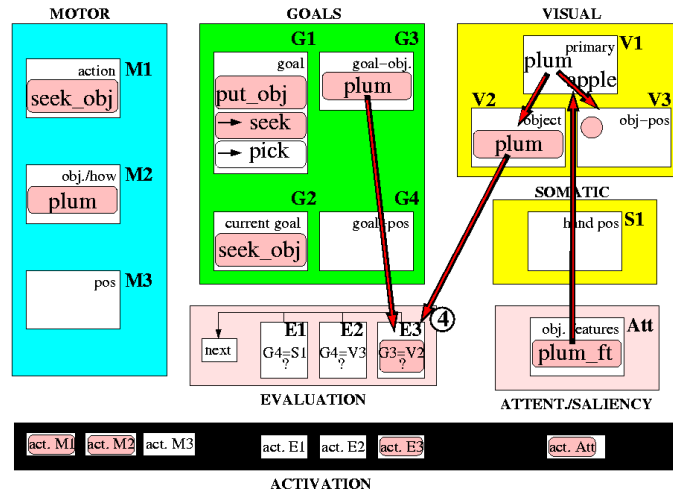 MOTOR
GOALS
VISUAL
M1
action
seek_obj
M2
obj./how
plum
M3
pos
G1
goal
put_obj
seek
pick
G3
goal-obj.
plum
G2
current goal
seek_obj
G4
goal-pos
V1
primary
plum
apple
V2
object
plum
V3
obj-pos
SOMATIC
S1
hand pos
4
next
E1
G4=S1
?
E2
G4=V3
?
E3
G3=V2
?
EVALUATION
Att
obj. features
plum_ft
ATTENT./SALIENCY
act. M1 act. M2 act. M3 act. E1 act. E2 act. E3 act. Att
ACTIVATION